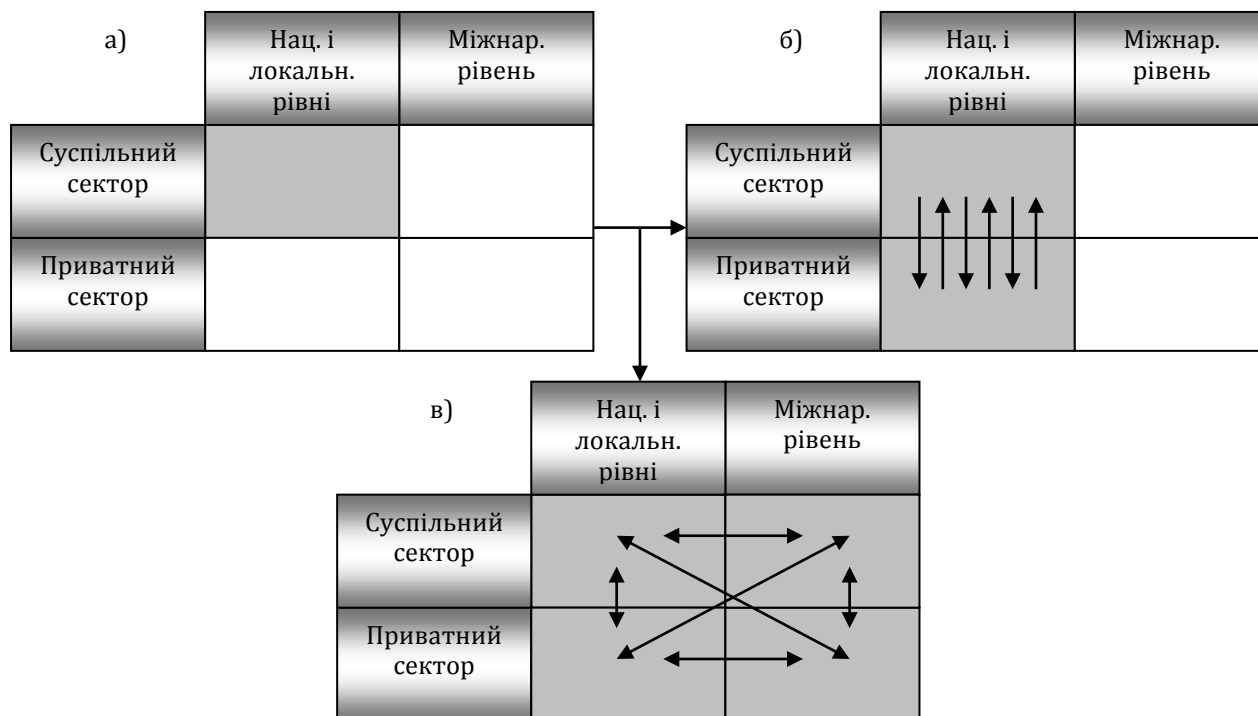 а)
Нац. і
локальн.
рівні
Міжнар.
рівень
Суспільний
сектор
Приватний
сектор
б)
Нац. і
локальн.
рівні
Міжнар.
рівень
Суспільний
сектор
Приватний
сектор
в)
Нац. і
локальн.
рівні
Міжнар.
рівень
Суспільний
сектор
Приватний
сектор